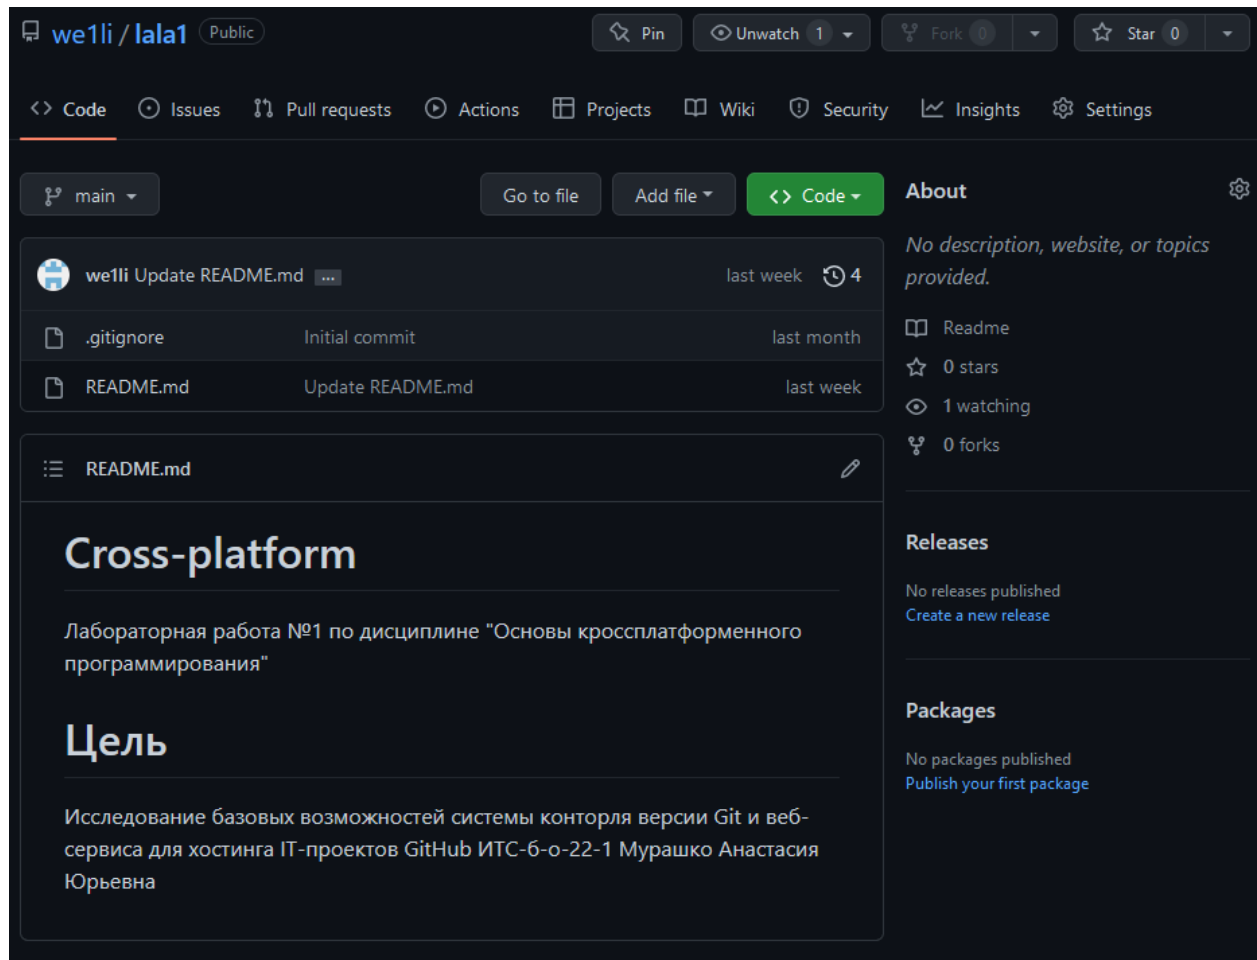 we1li / lala1 Public
Pin
Unwatch 1
Fork 0
Star 0
Code
Issues
Pull requests
Actions
Projects
Wiki
Security
Insights
Settings
main
Go to file
Add file
Code
we1li Update README.md ...
last week
4
.gitignore
Initial commit
last month
README.md
Update README.md
last week
README.md
Cross-platform
Лабораторная работа №1 по дисциплине "Основы кроссплатформенного
программирования"
Цель
Исследование базовых возможностей системы конторля версии Git и веб-
сервиса для хостинга IT-проектов GitHub ИТС-б-о-22-1 Мурашко Анастасия
Юрьевна
About
No description, website, or topics
provided.
Readme
0 stars
1 watching
0 forks
Releases
No releases published
Create a new release
Packages
No packages published
Publish your first package